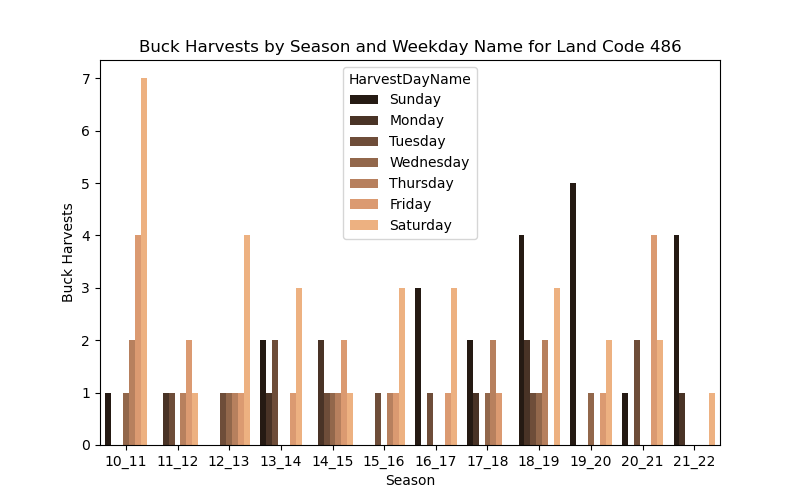 Buck Harvests by Season and Weekday Name for Land Code 486
HarvestDayName
Sunday
Monday
Tuesday
Wednesday
Thursday
Friday
Saturday
Buck Harvests
7
6
5
4
3
2
1
0
10_11 11_12 12_13 13_14 14_15 15_16 16_17 17_18 18_19 19_20 20_21 21_22
Season